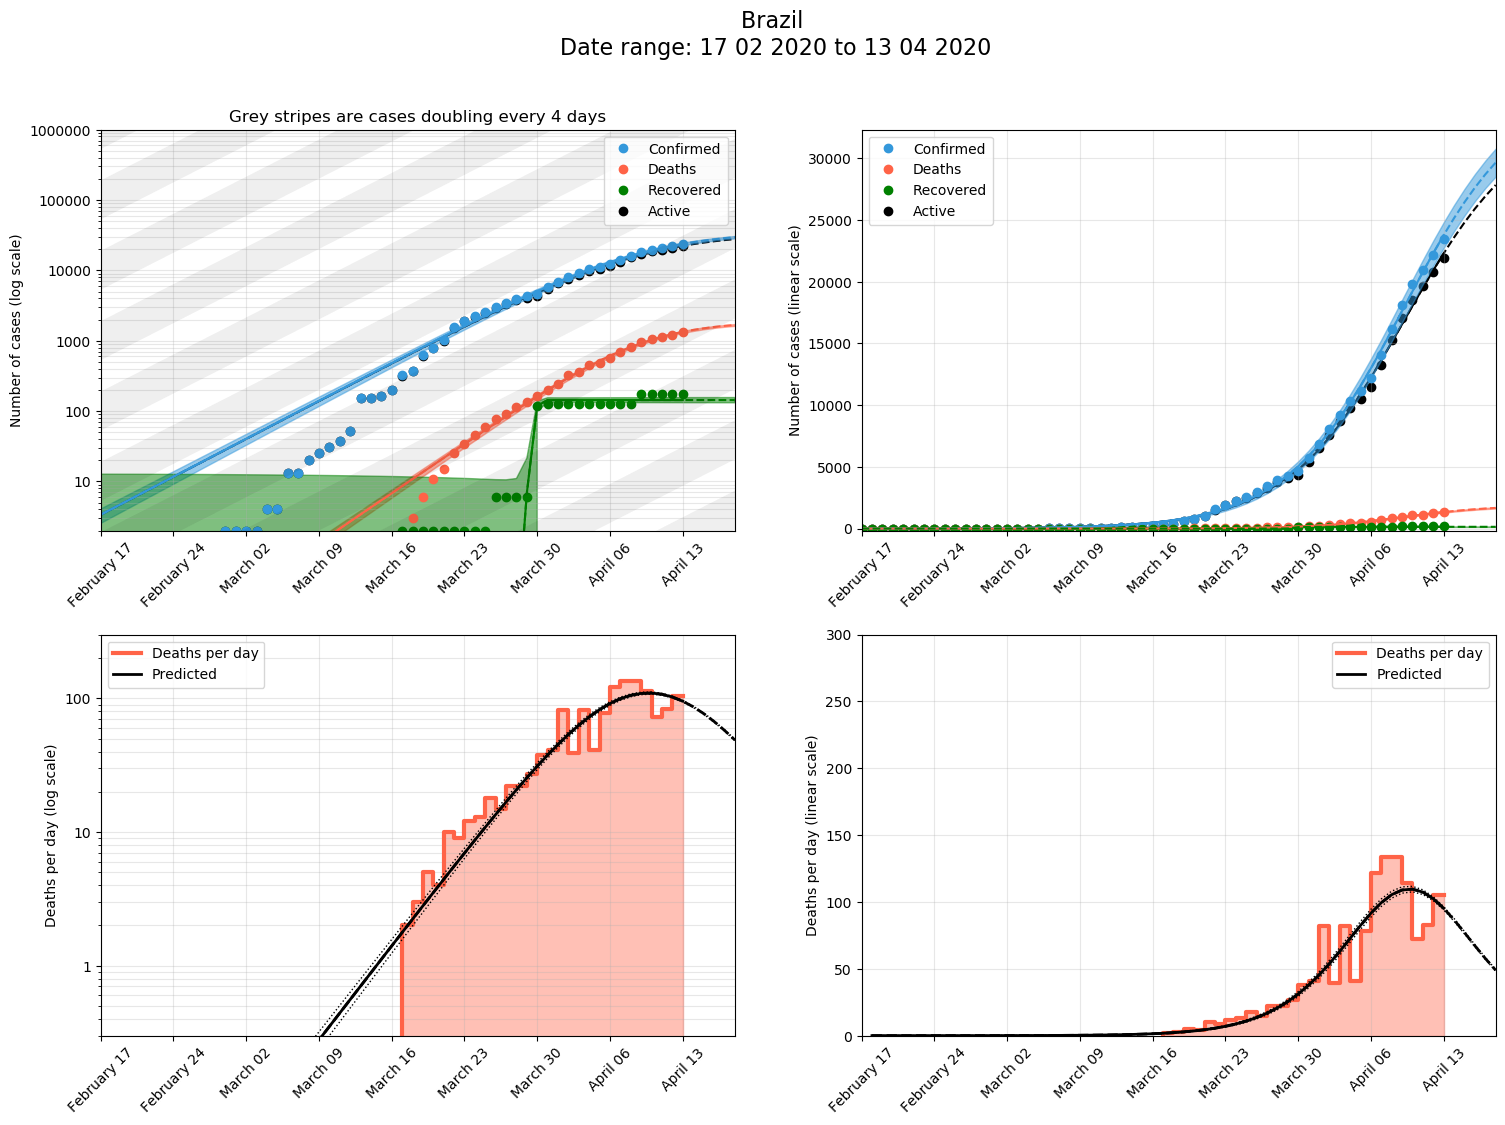 Brazil
Date range: 17 02 2020 to 13 04 2020
Grey stripes are cases doubling every 4 days
Number of cases (log scale)
1000000
100000
10000
1000
100
10
Confirmed
Deaths
Recovered
Active
February 17
February 24
March 02
March 09
March 16
March 23
March 30
April 06
April 13
Number of cases (linear scale)
30000
25000
20000
15000
10000
5000
0
Confirmed
Deaths
Recovered
Active
February 17
February 24
March 02
March 09
March 16
March 23
March 30
April 06
April 13
Deaths per day (log scale)
100
10
1
Deaths per day
Predicted
February 17
February 24
March 02
March 09
March 16
March 23
March 30
April 06
April 13
Deaths per day (linear scale)
300
250
200
150
100
50
0
Deaths per day
Predicted
February 17
February 24
March 02
March 09
March 16
March 23
March 30
April 06
April 13